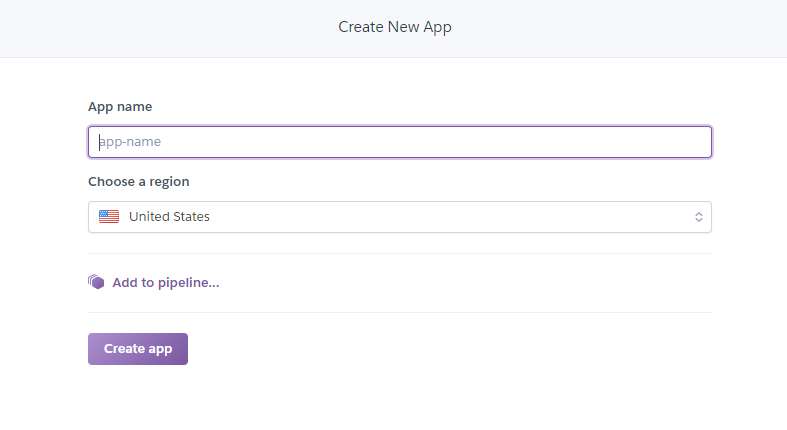 Create New App
App name
app-name
Choose a region
United States
Add to pipeline...
Create app